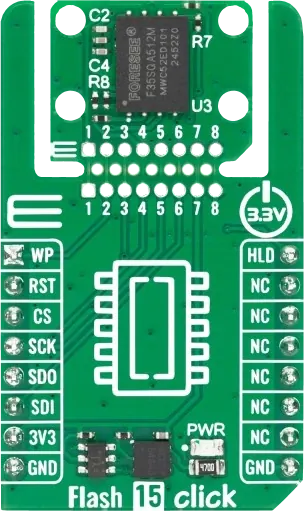 C2
FORESEE
F35SQA512M
MWC52ED101
2452Z0
R7
C4
R8
U3
1 2 3 4 5 6 7 8
1 2 3 4 5 6 7 8
3.3V
WP HLD
RST NC
CS NC
SCK NC
SDO NC
SDI NC
3V3 NC
GND GND
PWR
4700
Flash 15 click